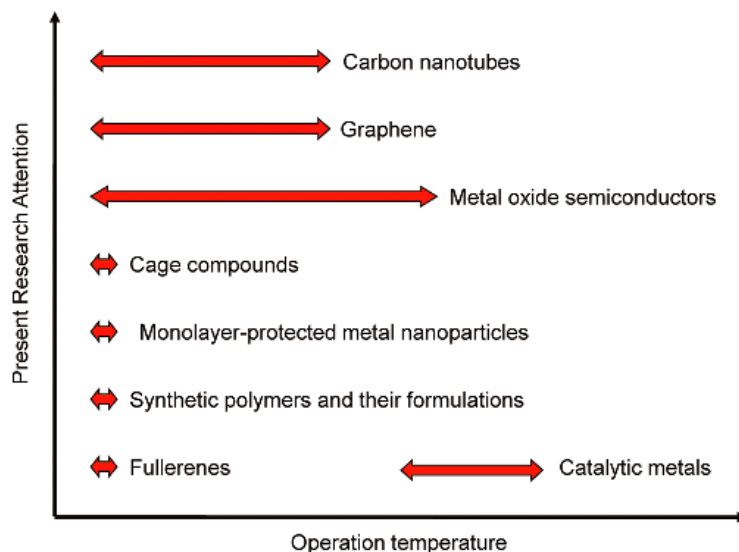 Carbon nanotubes
Graphene
Metal oxide semiconductors
Cage compounds
Monolayer-protected metal nanoparticles
Synthetic polymers and their formulations
Fullerenes
Catalytic metals
Present Research Attention
Operation temperature